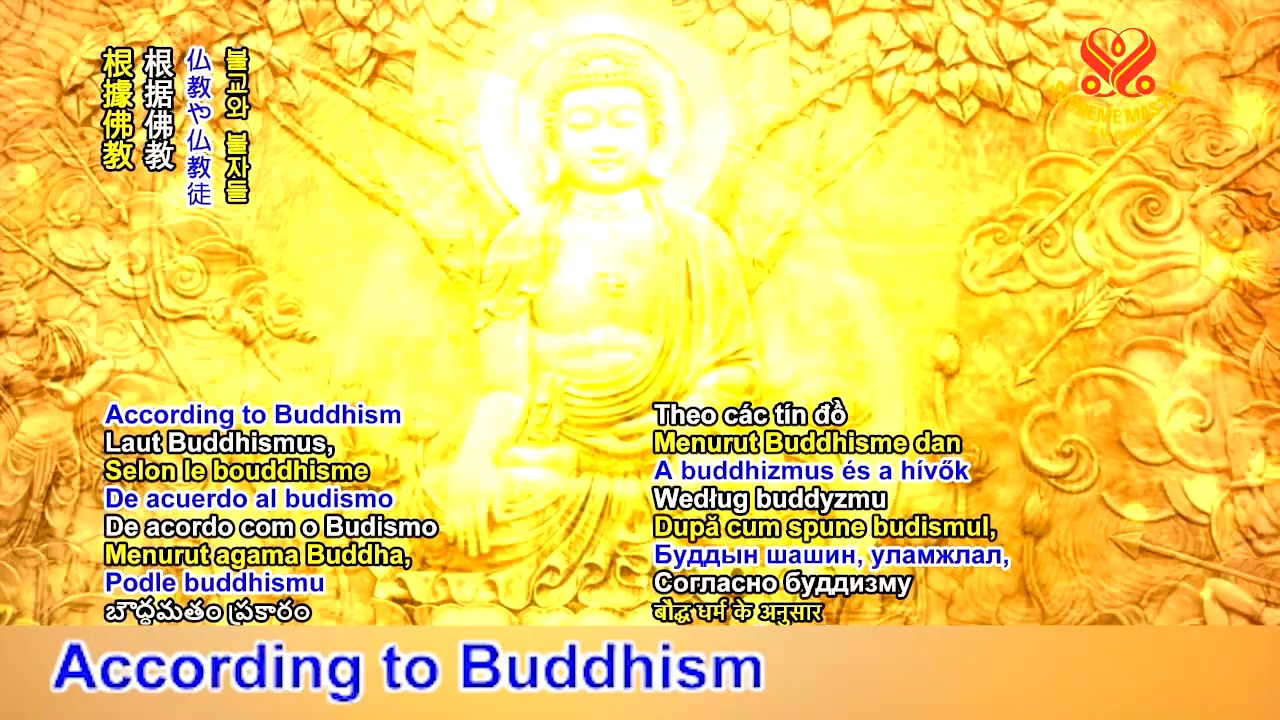 根據佛教
根据佛教
仏教や仏教徒
불교와 불자들
According to Buddhism
Laut Buddhismus,
Selon le bouddhisme
De acuerdo al budismo
De acordo com o Budismo
Menurut agama Buddha,
Podle buddhismu
బౌద్ధమతం ప్రకారం
Theo các tín đồ
Menurut Buddhisme dan
A buddhizmus és a hívők
Według buddyzmu
După cum spune budismul,
Буддын шашин, уламжлал,
Согласно буддизму
बौद्ध धर्म के अनुसार
According to Buddhism